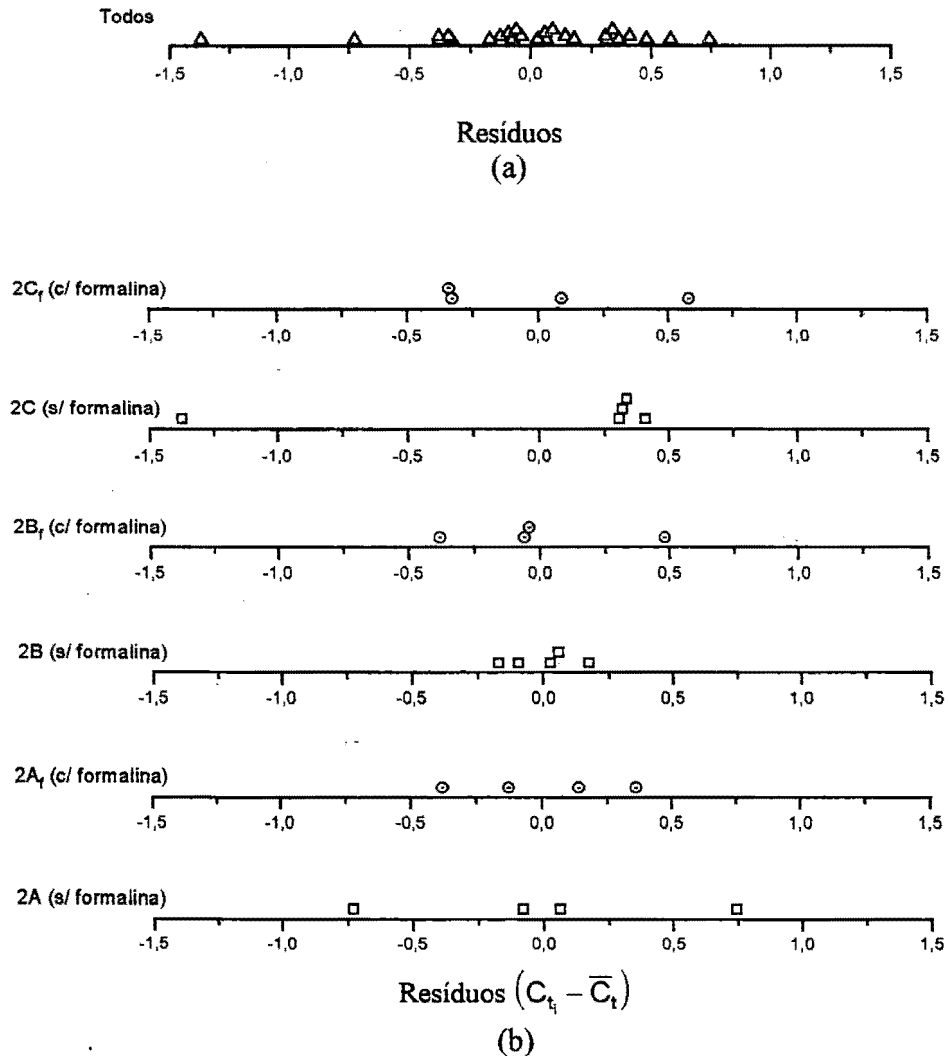 Todos
-1,5 -1,0 -0,5 0,0 0,5 1,0 1,5
Resíduos
(a)
2C_f (c/ formalina)
-1,5 -1,0 -0,5 0,0 0,5 1,0 1,5
2C (s/ formalina)
-1,5 -1,0 -0,5 0,0 0,5 1,0 1,5
2B_f (c/ formalina)
-1,5 -1,0 -0,5 0,0 0,5 1,0 1,5
2B (s/ formalina)
-1,5 -1,0 -0,5 0,0 0,5 1,0 1,5
2A_f (c/ formalina)
-1,5 -1,0 -0,5 0,0 0,5 1,0 1,5
2A (s/ formalina)
-1,5 -1,0 -0,5 0,0 0,5 1,0 1,5
Resíduos (C_{t_i} − C̅_t)
(b)